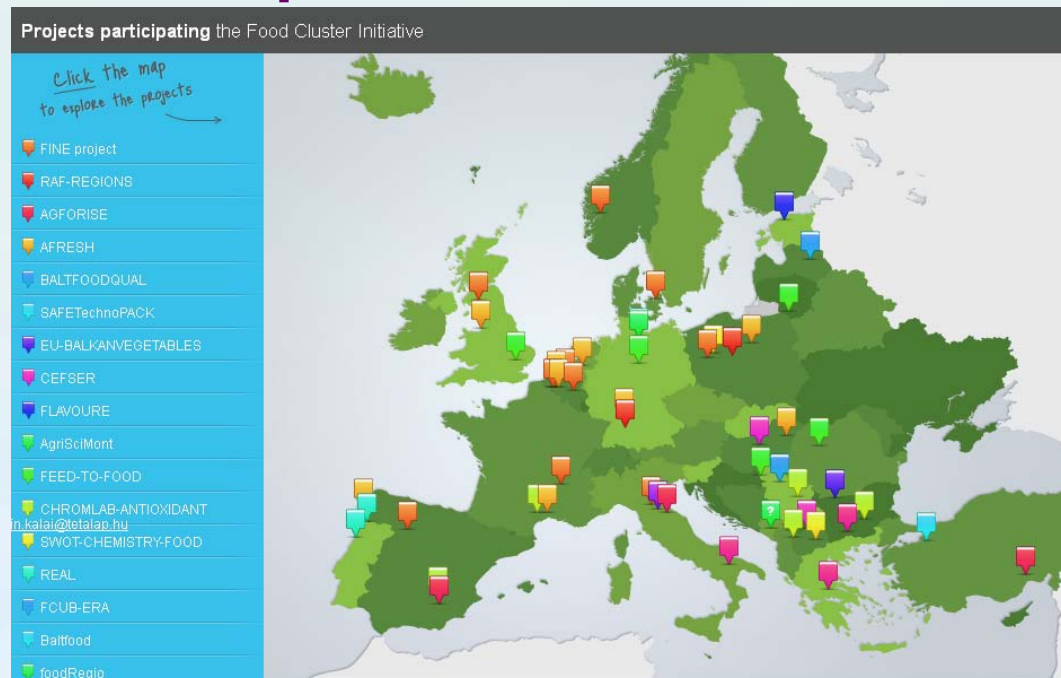 Projects participating the Food Cluster Initiative
Click the map
to explore the projects
FINE project
RAF-REGIONS
AGFORISE
AFRESH
BALTFOODQUAL
SAFETechnoPACK
EU-BALKANVEGETABLES
CEFSER
FLAVOURE
AgriSciMont
FEED-TO-FOOD
CHROMLAB-ANTIOXIDANT
in.kalai@tetalap.hu
SWOT-CHEMISTRY-FOOD
REAL
FCUB-ERA
Baltfood
foodRegio
?